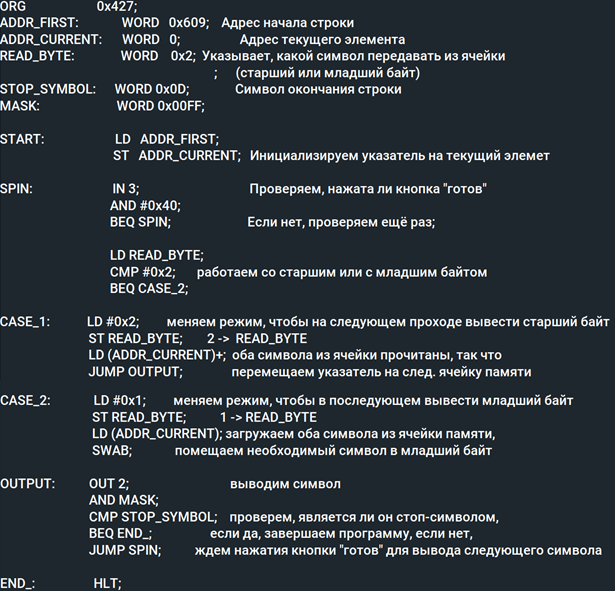 ORG 0x427;
ADDR_FIRST: WORD 0x609; Адрес начала строки
ADDR_CURRENT: WORD 0; Адрес текущего элемента
READ_BYTE: WORD 0x2; Указывает, какой символ передавать из ячейки
; (старший или младший байт)
STOP_SYMBOL: WORD 0x0D; Символ окончания строки
MASK: WORD 0x00FF;
START: LD ADDR_FIRST;
ST ADDR_CURRENT; Инициализируем указатель на текущий элемет
SPIN: IN 3; Проверяем, нажата ли кнопка "готов"
AND #0x40;
BEQ SPIN; Если нет, проверяем ещё раз;
LD READ_BYTE;
CMP #0x2; работаем со старшим или с младшим байтом
BEQ CASE_2;
CASE_1: LD #0x2; меняем режим, чтобы на следующем проходе вывести старший байт
ST READ_BYTE; 2 -> READ_BYTE
LD (ADDR_CURRENT)+; оба символа из ячейки прочитаны, так что
JUMP OUTPUT; перемещаем указатель на след. ячейку памяти
CASE_2: LD #0x1; меняем режим, чтобы в последующем вывести младший байт
ST READ_BYTE; 1 -> READ_BYTE
LD (ADDR_CURRENT); загружаем оба символа из ячейки памяти,
SWAB; помещаем необходимый символ в младший байт
OUTPUT: OUT 2; выводим символ
AND MASK;
CMP STOP_SYMBOL; проверем, является ли он стоп-символом,
BEQ END_; если да, завершаем программу, если нет,
JUMP SPIN; ждем нажатия кнопки "готов" для вывода следующего символа
END_: HLT;